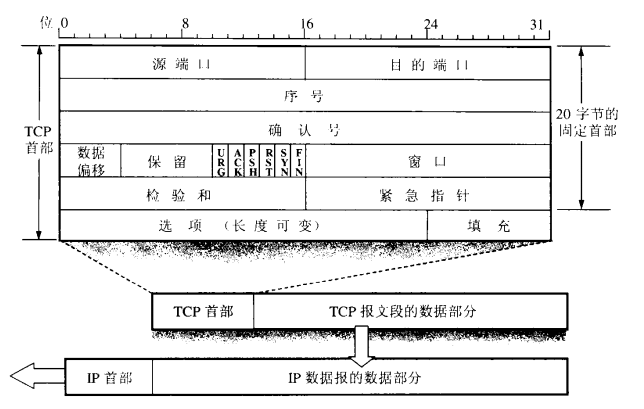 位 0 8 16 24 31
源端口 目的端口
序号
TCP 首部
确认号
20 字节的固定首部
数据偏移 保留 URG ACK PSH RST SYN FIN 窗口
检验和 紧急指针
选项 (长度可变) 填充
TCP 首部 TCP 报文段的数据部分
IP 首部 IP 数据报的数据部分